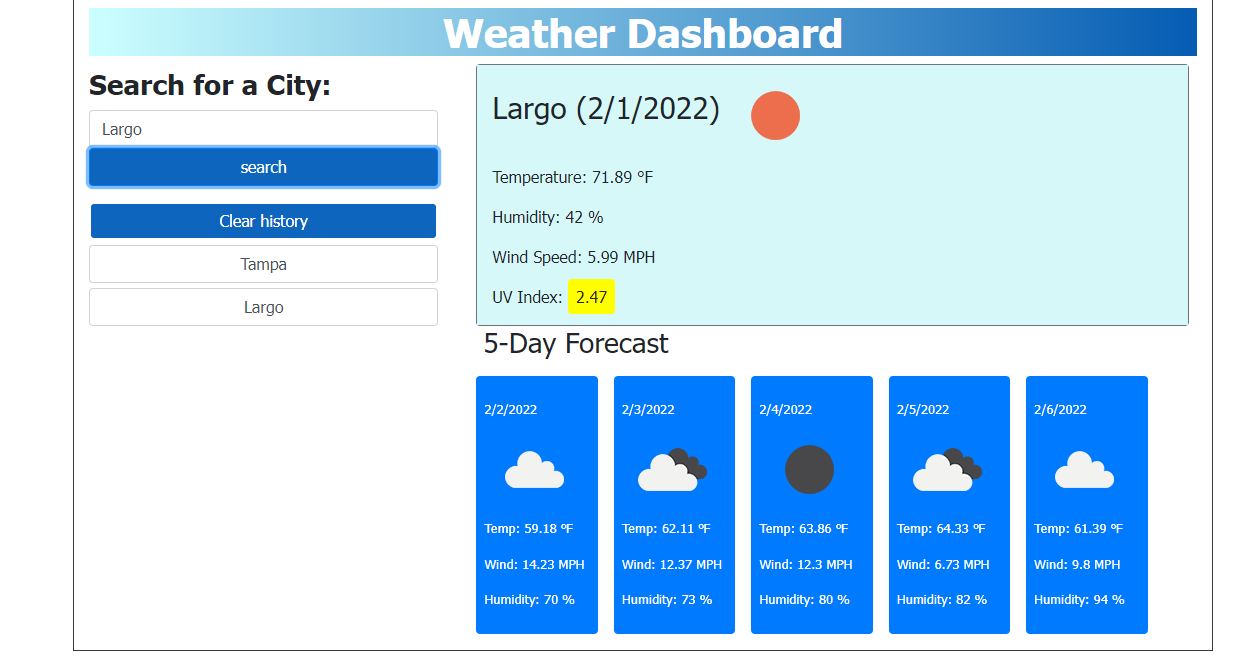 Weather Dashboard
Search for a City:
Largo
search
Clear history
Tampa
Largo
Largo (2/1/2022)
Temperature: 71.89 °F
Humidity: 42 %
Wind Speed: 5.99 MPH
UV Index: 2.47
5-Day Forecast
2/2/2022
Temp: 59.18 °F
Wind: 14.23 MPH
Humidity: 70 %
2/3/2022
Temp: 62.11 °F
Wind: 12.37 MPH
Humidity: 73 %
2/4/2022
Temp: 63.86 °F
Wind: 12.3 MPH
Humidity: 80 %
2/5/2022
Temp: 64.33 °F
Wind: 6.73 MPH
Humidity: 82 %
2/6/2022
Temp: 61.39 °F
Wind: 9.8 MPH
Humidity: 94 %